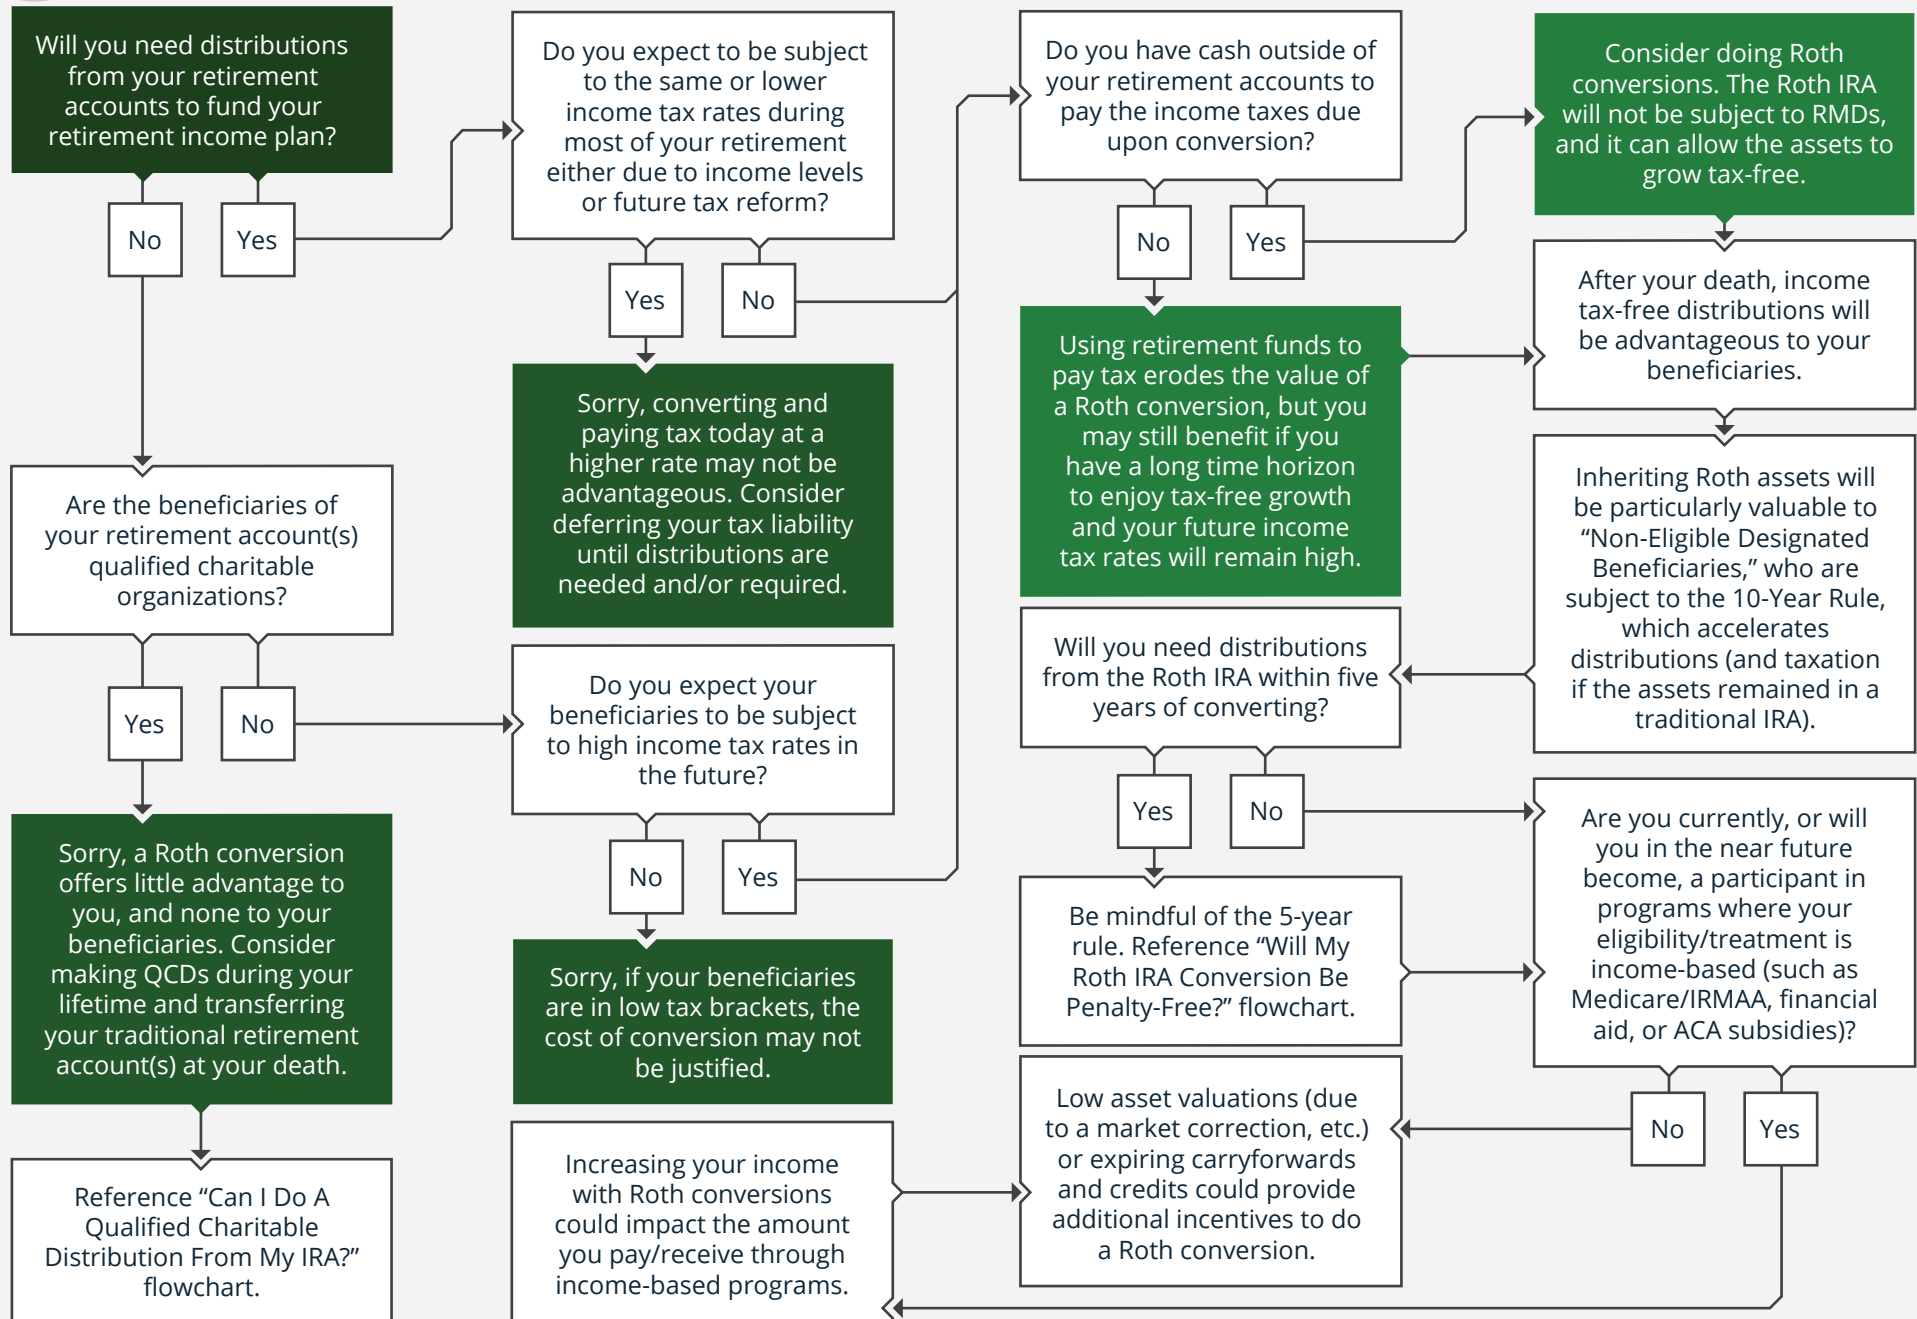 Will you need distributions
from your retirement
accounts to fund your
retirement income plan?
No
Yes
Are the beneficiaries of
your retirement account(s)
qualified charitable
organizations?
Yes
No
Sorry, a Roth conversion
offers little advantage to
you, and none to your
beneficiaries. Consider
making QCDs during your
lifetime and transferring
your traditional retirement
account(s) at your death.
Reference “Can I Do A
Qualified Charitable
Distribution From My IRA?”
flowchart.
Do you expect to be subject
to the same or lower
income tax rates during
most of your retirement
either due to income levels
or future tax reform?
Yes
No
Sorry, converting and
paying tax today at a
higher rate may not be
advantageous. Consider
deferring your tax liability
until distributions are
needed and/or required.
Do you expect your
beneficiaries to be subject
to high income tax rates in
the future?
No
Yes
Sorry, if your beneficiaries
are in low tax brackets, the
cost of conversion may not
be justified.
Increasing your income
with Roth conversions
could impact the amount
you pay/receive through
income-based programs.
Do you have cash outside of
your retirement accounts to
pay the income taxes due
upon conversion?
No
Yes
Using retirement funds to
pay tax erodes the value of
a Roth conversion, but you
may still benefit if you
have a long time horizon
to enjoy tax-free growth
and your future income
tax rates will remain high.
Will you need distributions
from the Roth IRA within five
years of converting?
Yes
No
Be mindful of the 5-year
rule. Reference “Will My
Roth IRA Conversion Be
Penalty-Free?” flowchart.
Low asset valuations (due
to a market correction, etc.)
or expiring carryforwards
and credits could provide
additional incentives to do
a Roth conversion.
Consider doing Roth
conversions. The Roth IRA
will not be subject to RMDs,
and it can allow the assets to
grow tax-free.
After your death, income
tax-free distributions will
be advantageous to your
beneficiaries.
Inheriting Roth assets will
be particularly valuable to
“Non-Eligible Designated
Beneficiaries,” who are
subject to the 10-Year Rule,
which accelerates
distributions (and taxation
if the assets remained in a
traditional IRA).
Are you currently, or will
you in the near future
become, a participant in
programs where your
eligibility/treatment is
income-based (such as
Medicare/IRMAA, financial
aid, or ACA subsidies)?
No
Yes